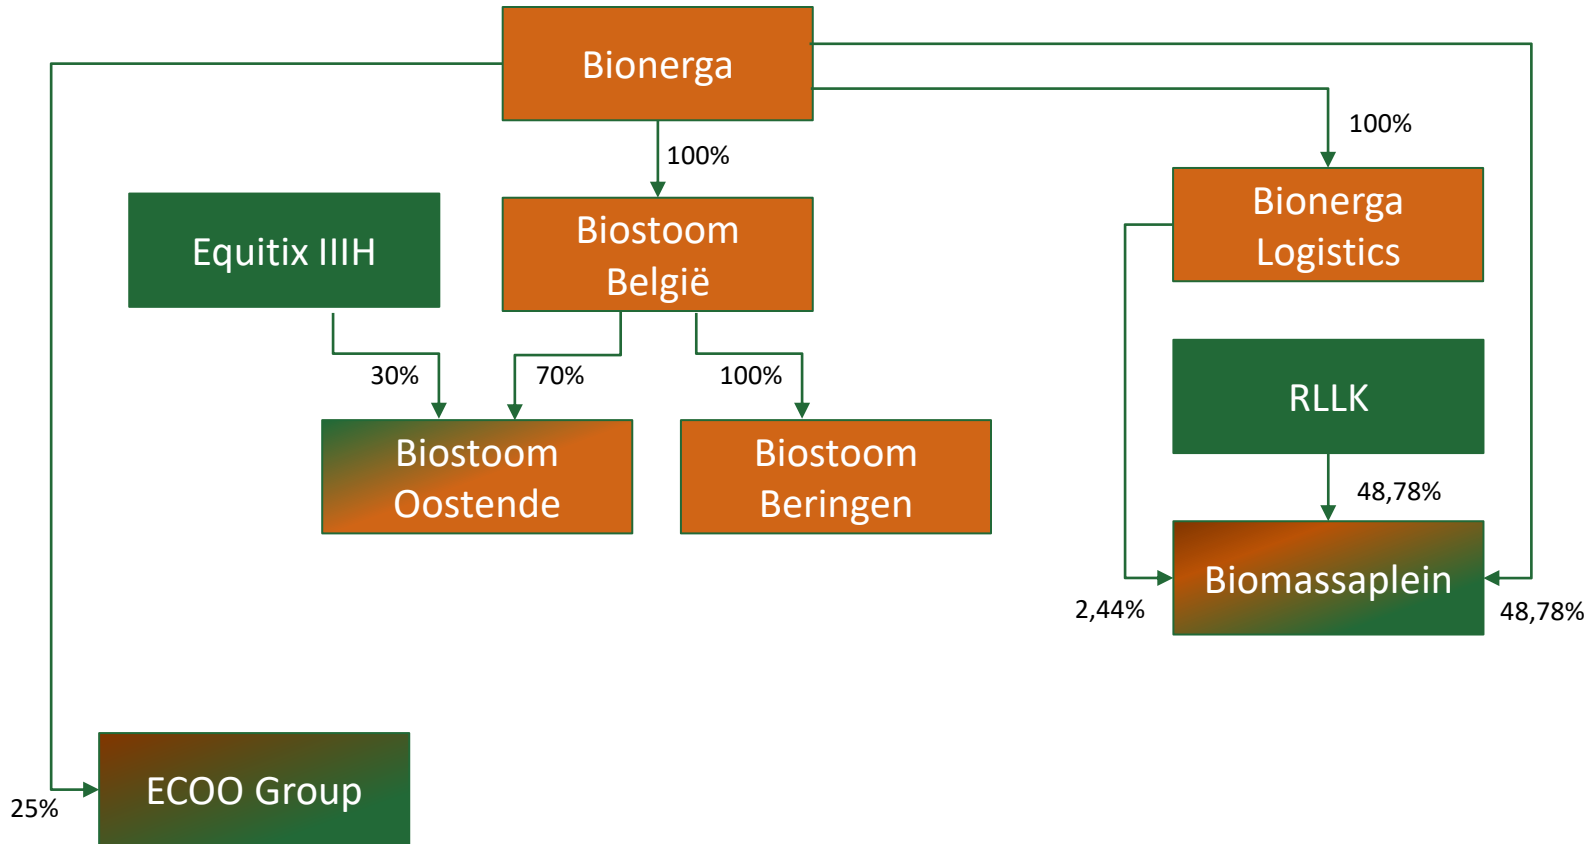 Bionerga
100%
100%
Equitix IIIH
Biostoom
België
Bionerga
Logistics
30%
70%
100%
RLLK
Biostoom
Oostende
Biostoom
Beringen
48,78%
Biomassaplein
2,44%
48,78%
ECOO Group
25%